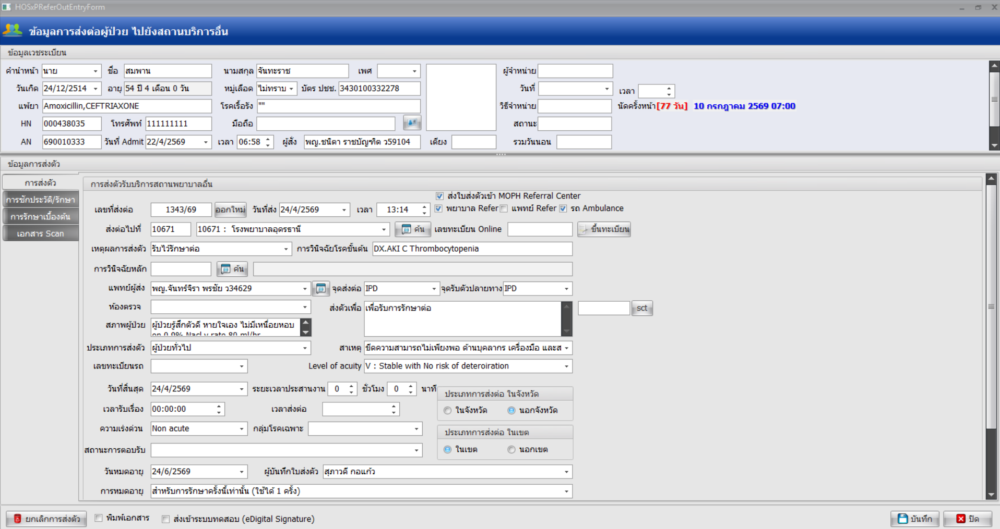 HOSxPReferOutEntryForm
ข้อมูลการส่งต่อผู้ป่วย ไปยังสถานบริการอื่น
ข้อมูลเวชระเบียน
คำนำหน้า นาย ชื่อ สมพาน นามสกุล จันทะราช เพศ ผู้จำหน่าย
วันเกิด 24/12/2514 อายุ 54 ปี 4 เดือน 0 วัน หมู่เลือด ไม่ทราบ บัตร ปชช. 3430100332278 วันที่ เวลา
แพ้ยา Amoxicillin,CEFTRIAXONE โรคเรื้อรัง "" วิธีจำหน่าย นัดครั้งหน้า [77 วัน] 10 กรกฎาคม 2569 07:00
HN 000438035 โทรศัพท์ 111111111 มือถือ สถานะ
AN 690010333 วันที่ Admit 22/4/2569 เวลา 06:58 ผู้สั่ง พญ.ชนิตา ราชบัญฑิต ว59104 เตียง รวมวันนอน
ข้อมูลการส่งตัว
การส่งตัว
การซักประวัติ/รักษา
การรักษาเบื้องต้น
เอกสาร Scan
การส่งตัวรับบริการสถานพยาบาลอื่น
ส่งใบส่งตัวเข้า MOPH Referral Center
เลขที่ส่งต่อ 1343/69 ออกใหม่ วันที่ส่ง 24/4/2569 เวลา 13:14 พยาบาล Refer แพทย์ Refer รถ Ambulance
ส่งต่อไปที่ 10671 10671 : โรงพยาบาลอุดรธานี ค้น เลขทะเบียน Online ขึ้นทะเบียน
เหตุผลการส่งตัว รับไว้รักษาต่อ การวินิจฉัยโรคขั้นต้น DX.AKI C Thrombocytopenia
การวินิจฉัยหลัก ค้น
แพทย์ผู้ส่ง พญ.จันทร์จิรา พรชัย ว34629 จุดส่งต่อ IPD จุดรับตัวปลายทาง IPD
ห้องตรวจ ส่งตัวเพื่อ เพื่อรับการรักษาต่อ sct
สภาพผู้ป่วย ผู้ป่วยรู้สึกตัวดี หายใจเอง ไม่มีเหนื่อยหอบ
on 0.9% Nacl v rate 80 ml/hr
ประเภทการส่งตัว ผู้ป่วยทั่วไป สาเหตุ ขีดความสามารถไม่เพียงพอ ด้านบุคลากร เครื่องมือ และส
เลขทะเบียนรถ Level of acuity V : Stable with No risk of deteroiration
วันที่สิ้นสุด 24/4/2569 ระยะเวลาประสานงาน 0 ชั่วโมง 0 นาที ประเภทการส่งต่อ ในจังหวัด
เวลารับเรื่อง 00:00:00 เวลาส่งต่อ ในจังหวัด นอกจังหวัด
ความเร่งด่วน Non acute กลุ่มโรคเฉพาะ ประเภทการส่งต่อ ในเขต
สถานะการตอบรับ ในเขต นอกเขต
วันหมดอายุ 24/6/2569 ผู้บันทึกใบส่งตัว สุภาวดี กอแก้ว
การหมดอายุ สำหรับการรักษาครั้งนี้เท่านั้น (ใช้ได้ 1 ครั้ง)
ยกเลิกการส่งตัว พิมพ์เอกสาร ส่งเข้าระบบทดสอบ (eDigital Signature) บันทึก ปิด